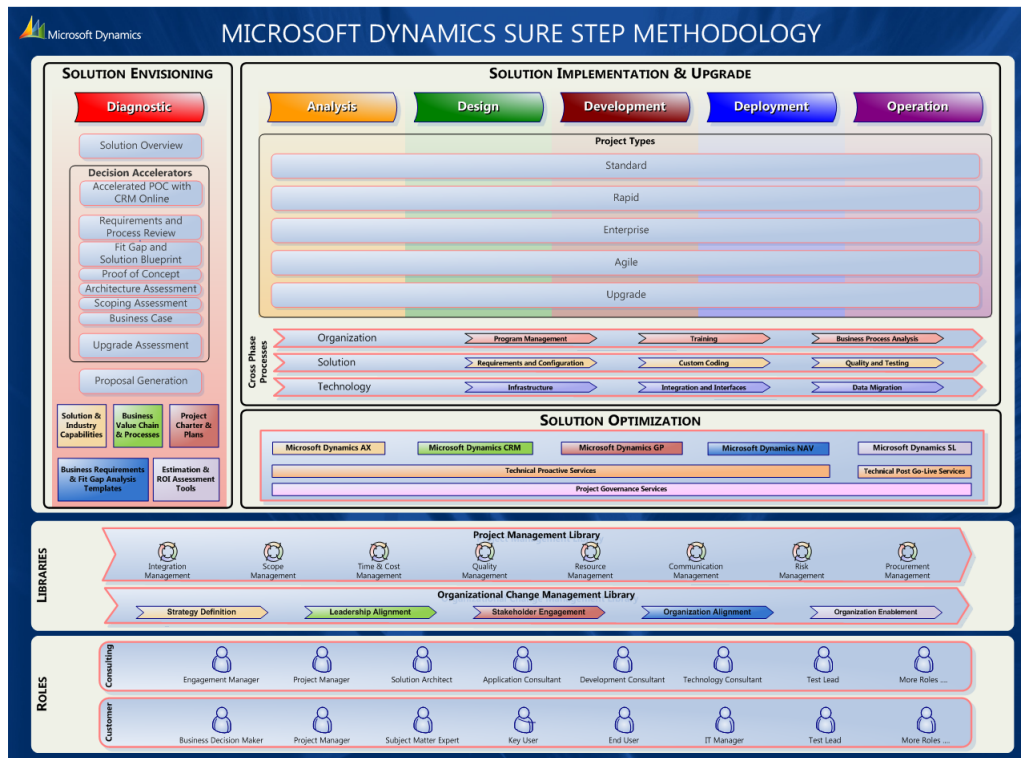 Microsoft Dynamics
MICROSOFT DYNAMICS SURE STEP METHODOLOGY
SOLUTION ENVISIONING
Diagnostic
Solution Overview
Decision Accelerators
Accelerated POC with
CRM Online
Requirements and
Process Review
Fit Gap and
Solution Blueprint
Proof of Concept
Architecture Assessment
Scoping Assessment
Business Case
Upgrade Assessment
Proposal Generation
Solution &
Industry
Capabilities
Business
Value Chain
& Processes
Project
Charter &
Plans
Business Requirements
& Fit Gap Analysis
Templates
Estimation &
ROI Assessment
Tools
SOLUTION IMPLEMENTATION & UPGRADE
Analysis
Design
Development
Deployment
Operation
Project Types
Standard
Rapid
Enterprise
Agile
Upgrade
Cross Phase
Processes
Organization
Program Management
Training
Business Process Analysis
Solution
Requirements and Configuration
Custom Coding
Quality and Testing
Technology
Infrastructure
Integration and Interfaces
Data Migration
SOLUTION OPTIMIZATION
Microsoft Dynamics AX
Microsoft Dynamics CRM
Microsoft Dynamics GP
Microsoft Dynamics NAV
Microsoft Dynamics SL
Technical Proactive Services
Technical Post Go-Live Services
Project Governance Services
LIBRARIES
Project Management Library
Integration
Management
Scope
Management
Time & Cost
Management
Quality
Management
Resource
Management
Communication
Management
Risk
Management
Procurement
Management
Organizational Change Management Library
Strategy Definition
Leadership Alignment
Stakeholder Engagement
Organization Alignment
Organization Enablement
ROLES
Consulting
Engagement Manager
Project Manager
Solution Architect
Application Consultant
Development Consultant
Technology Consultant
Test Lead
More Roles ....
Customer
Business Decision Maker
Project Manager
Subject Matter Expert
Key User
End User
IT Manager
Test Lead
More Roles ....